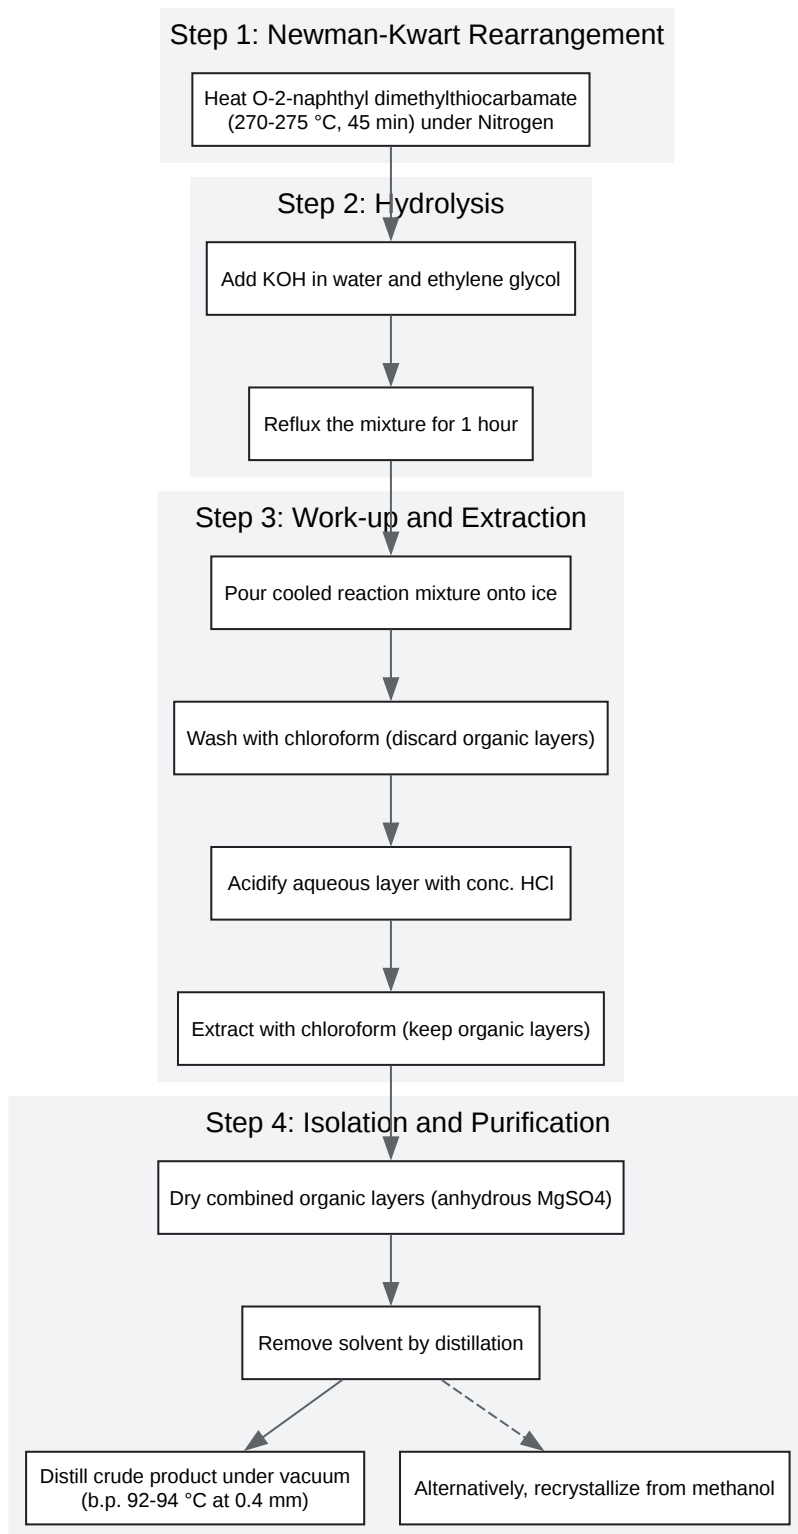 Step 1: Newman-Kwart Rearrangement
Heat O-2-naphthyl dimethylthiocarbamate
(270-275 °C, 45 min) under Nitrogen
Step 2: Hydrolysis
Add KOH in water and ethylene glycol
Reflux the mixture for 1 hour
Step 3: Work-up and Extraction
Pour cooled reaction mixture onto ice
Wash with chloroform (discard organic layers)
Acidify aqueous layer with conc. HCl
Extract with chloroform (keep organic layers)
Step 4: Isolation and Purification
Dry combined organic layers (anhydrous MgSO4)
Remove solvent by distillation
Distill crude product under vacuum
(b.p. 92-94 °C at 0.4 mm)
Alternatively, recrystallize from methanol